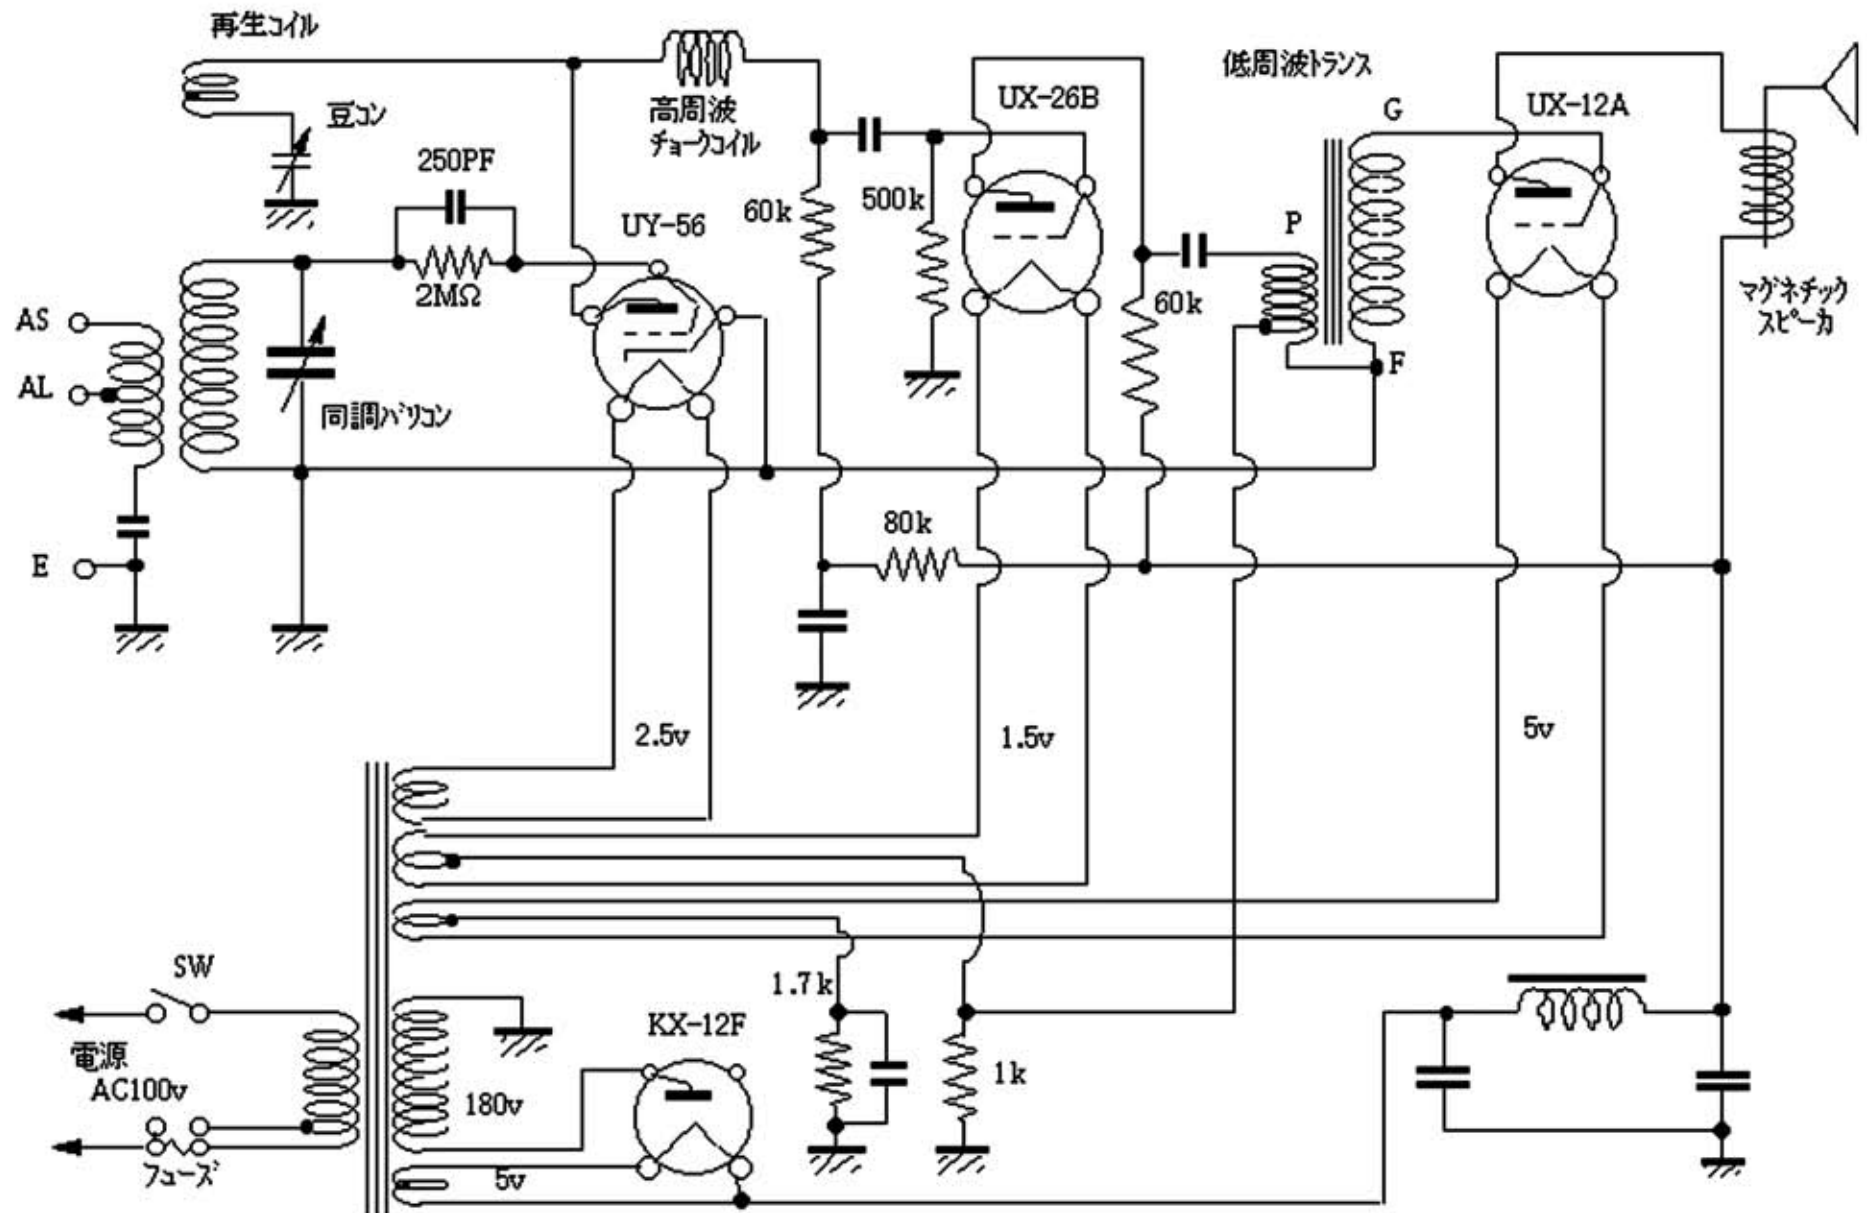 再生コイル
豆コン
250PF
2MΩ
UY-56
高周波
チョークコイル
60k
500k
UX-26B
低周波トランス
G
P
F
60k
UX-12A
マグネチック
スピーカ
AS
AL
E
同調バリコン
80k
2.5v
1.5v
5v
SW
電源
AC100v
フューズ
180v
5v
KX-12F
1.7k
1k